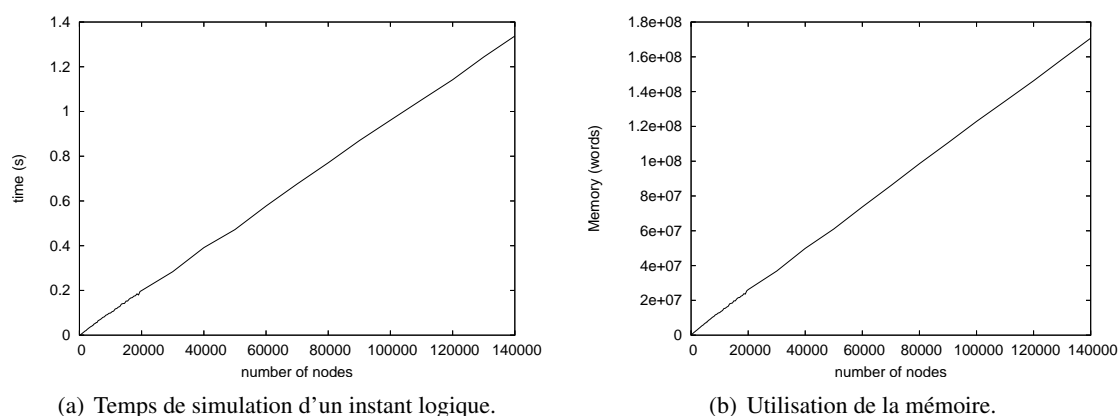 1.4
1.2
1
0.8
0.6
0.4
0.2
0
time (s)
0 20000 40000 60000 80000 100000 120000 140000
number of nodes
(a) Temps de simulation d'un instant logique.
1.8e+08
1.6e+08
1.4e+08
1.2e+08
1e+08
8e+07
6e+07
4e+07
2e+07
0
Memory (words)
0 20000 40000 60000 80000 100000 120000 140000
number of nodes
(b) Utilisation de la mémoire.